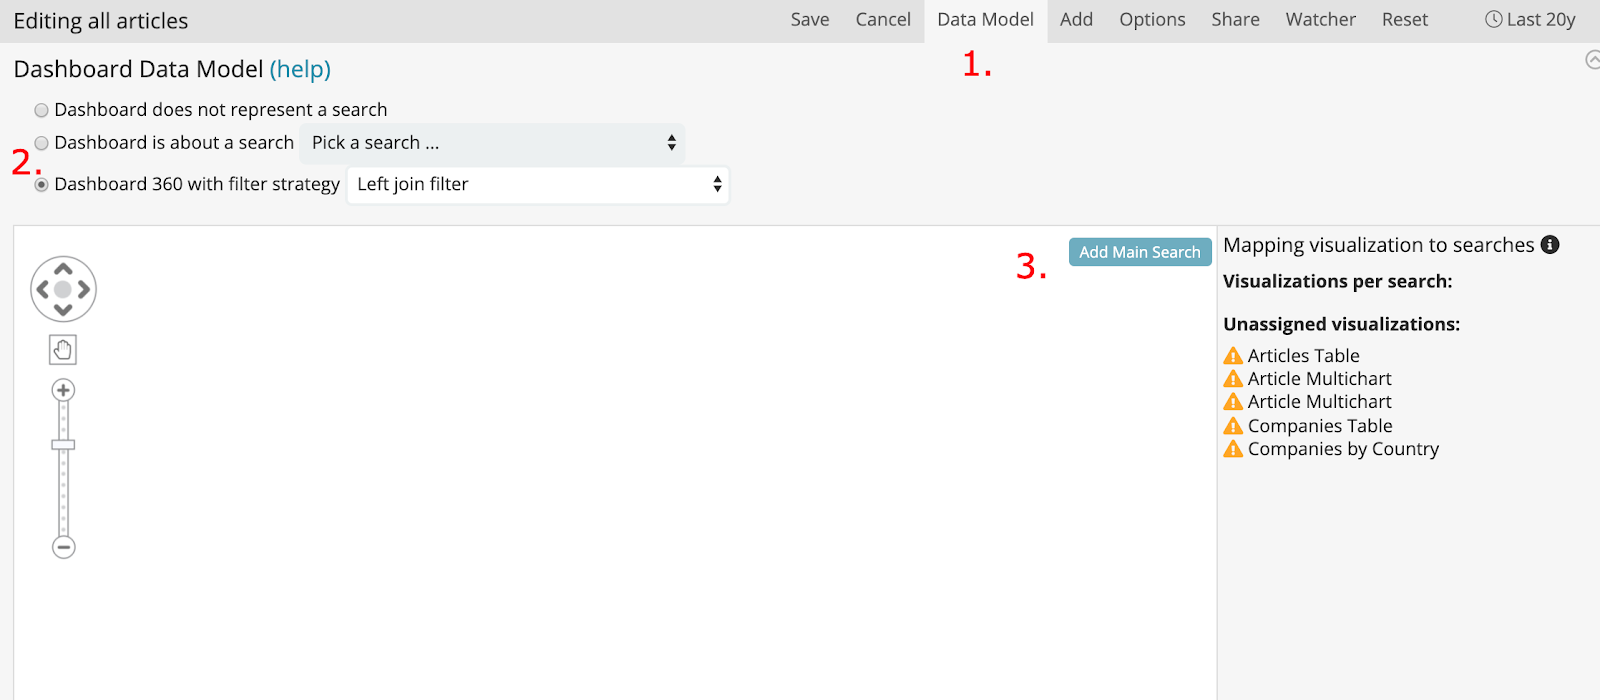 Editing all articles Save Cancel Data Model Add Options Share Watcher Reset Last 20y
1.
Dashboard Data Model (help)
Dashboard does not represent a search
Dashboard is about a search Pick a search ...
2.
Dashboard 360 with filter strategy Left join filter
3.
Add Main Search
Mapping visualization to searches
Visualizations per search:
Unassigned visualizations:
Articles Table
Article Multichart
Article Multichart
Companies Table
Companies by Country